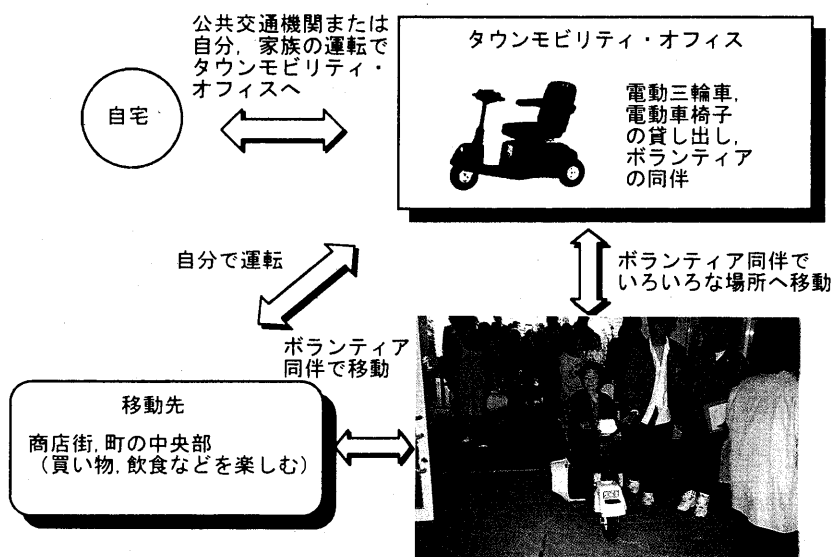 公共交通機関または
自分，家族の運転で
タウンモビリティ・
オフィスへ
自宅
タウンモビリティ・オフィス
電動三輪車，
電動車椅子
の貸し出し，
ボランティア
の同伴
自分で運転
ボランティア同伴で
いろいろな場所へ移動
ボランティア
同伴で移動
移動先
商店街，町の中央部
（買い物，飲食などを楽しむ）